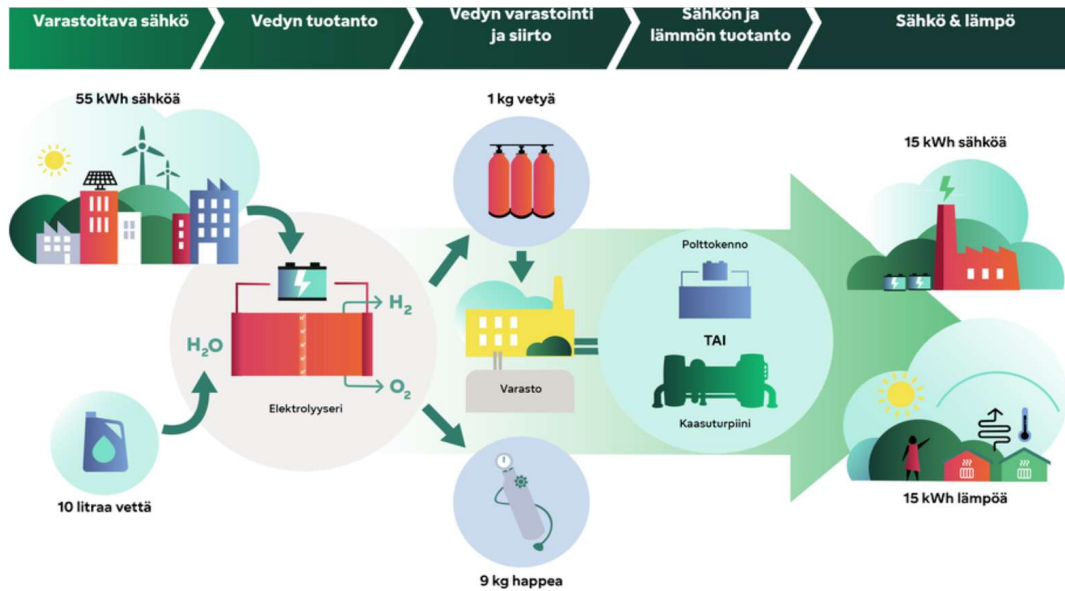 Varastoitava sähkö
Vedyn tuotanto
Vedyn varastointi
ja siirto
Sähkön ja
lämmön tuotanto
Sähkö & lämpö
55 kWh sähköä
1 kg vetyä
15 kWh sähköä
Polttokenno
H₂
H₂O
TAI
O₂
Varasto
Elektrolyyseri
Kaasuturpiini
10 litraa vettä
15 kWh lämpöä
9 kg happea